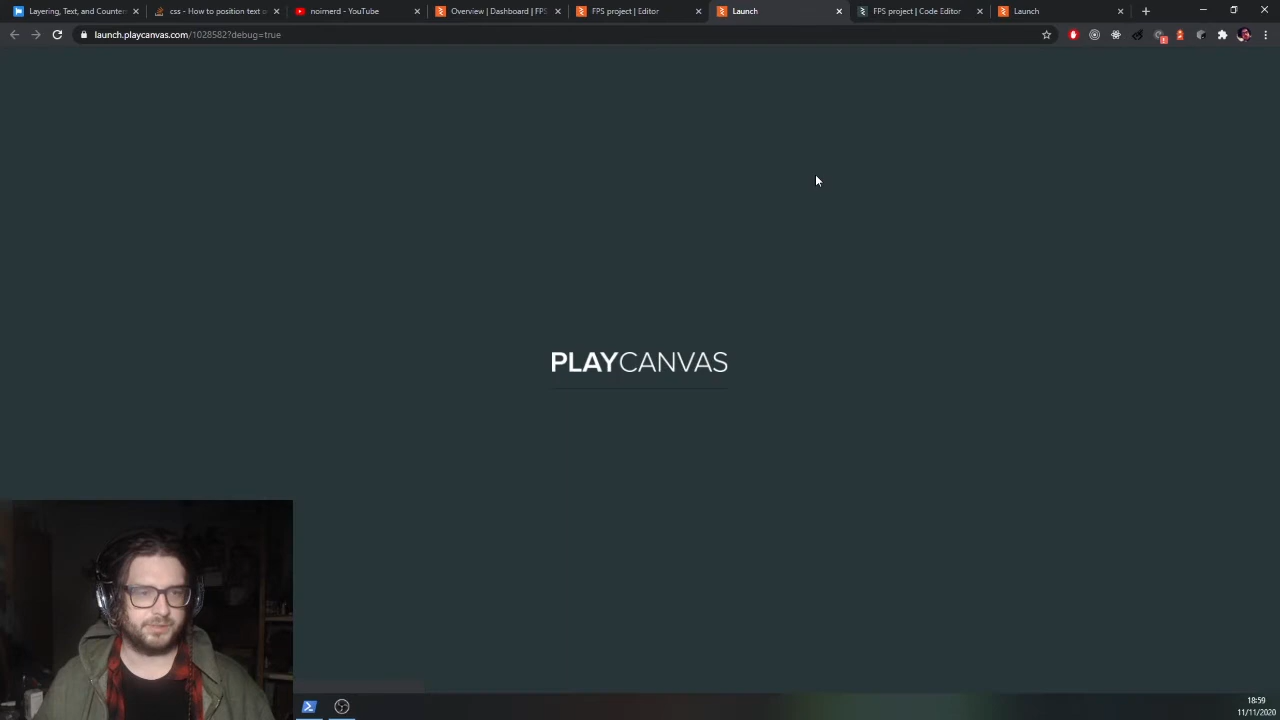 Layering, Text, and Counter
css - How to position text o
noimerd - YouTube
Overview | Dashboard | FPS
FPS project | Editor
Launch
FPS project | Code Editor
Launch
launch.playcanvas.com/1028582?debug=true
PLAYCANVAS
18:59
11/11/2020